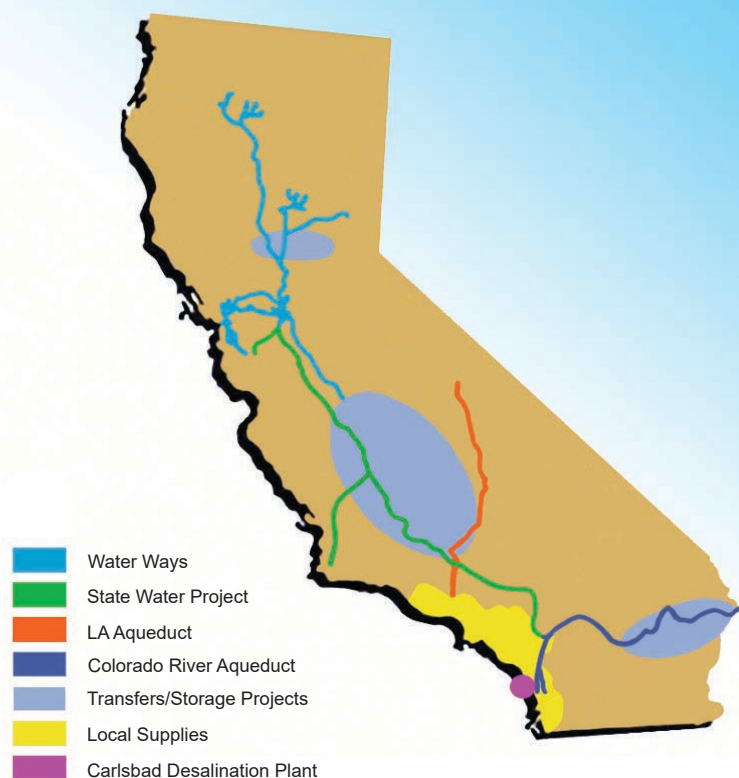 Water Ways
State Water Project
LA Aqueduct
Colorado River Aqueduct
Transfers/Storage Projects
Local Supplies
Carlsbad Desalination Plant